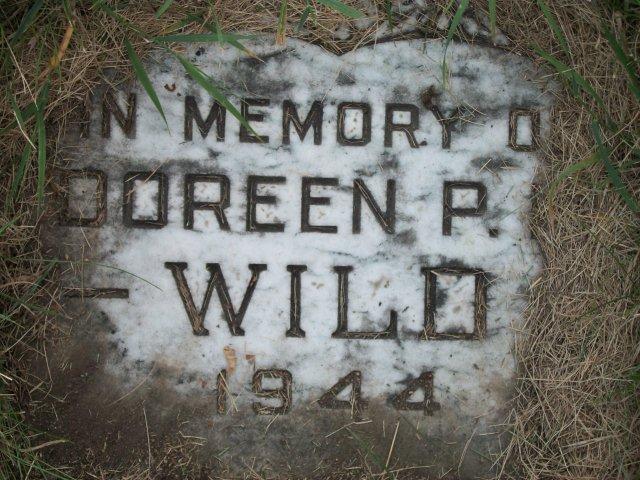 IN MEMORY O
DOREEN P.
- WILD
1944